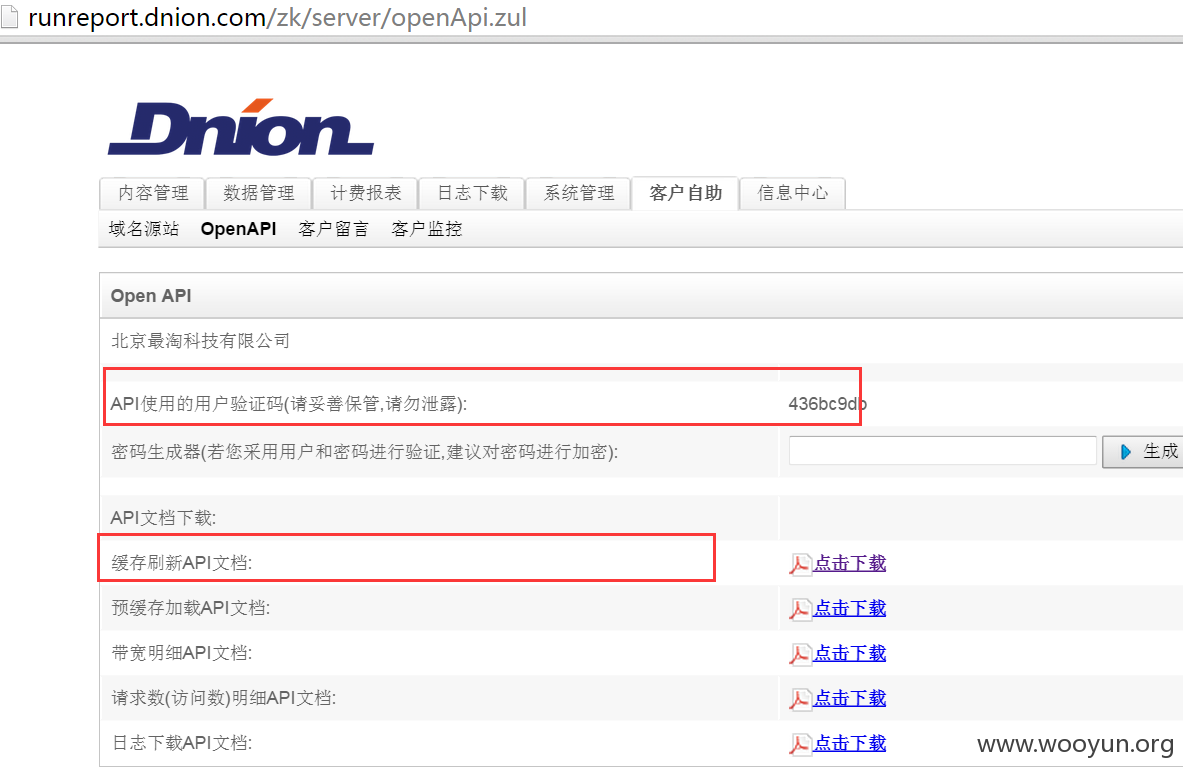 runreport.dnion.com/zk/server/openApi.zul
Dnion
内容管理 数据管理 计费报表 日志下载 系统管理 客户自助 信息中心
域名源站 OpenAPI 客户留言 客户监控
Open API
北京最淘科技有限公司
API使用的用户验证码(请妥善保管,请勿泄露): 436bc9db
密码生成器(若您采用用户和密码进行验证,建议对密码进行加密): 生成
API文档下载:
缓存刷新API文档: 点击下载
预缓存加载API文档: 点击下载
带宽明细API文档: 点击下载
请求数(访问数)明细API文档: 点击下载
日志下载API文档: 点击下载
www.wooyun.org